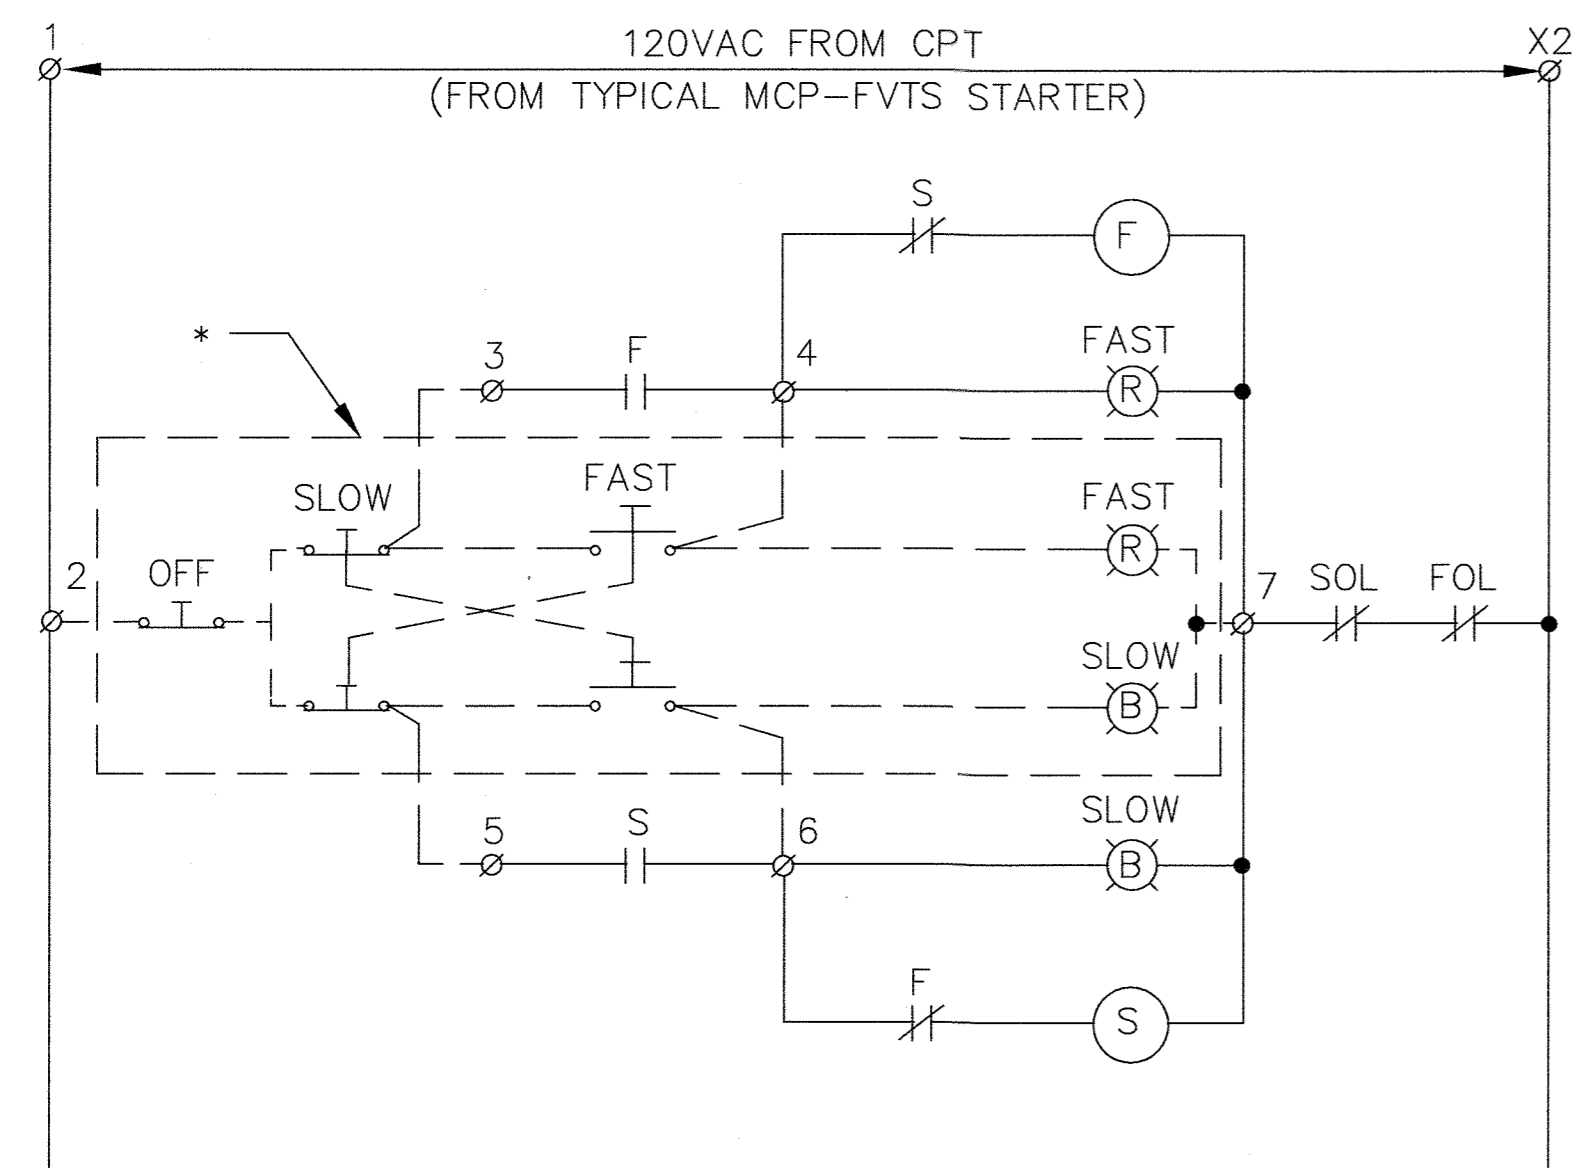 1
120VAC FROM CPT
X2
(FROM TYPICAL MCP-FVTS STARTER)
S
F
*
3
F
4
FAST
R
SLOW
FAST
FAST
R
2
OFF
7
SOL
FOL
SLOW
B
5
S
6
SLOW
B
F
S